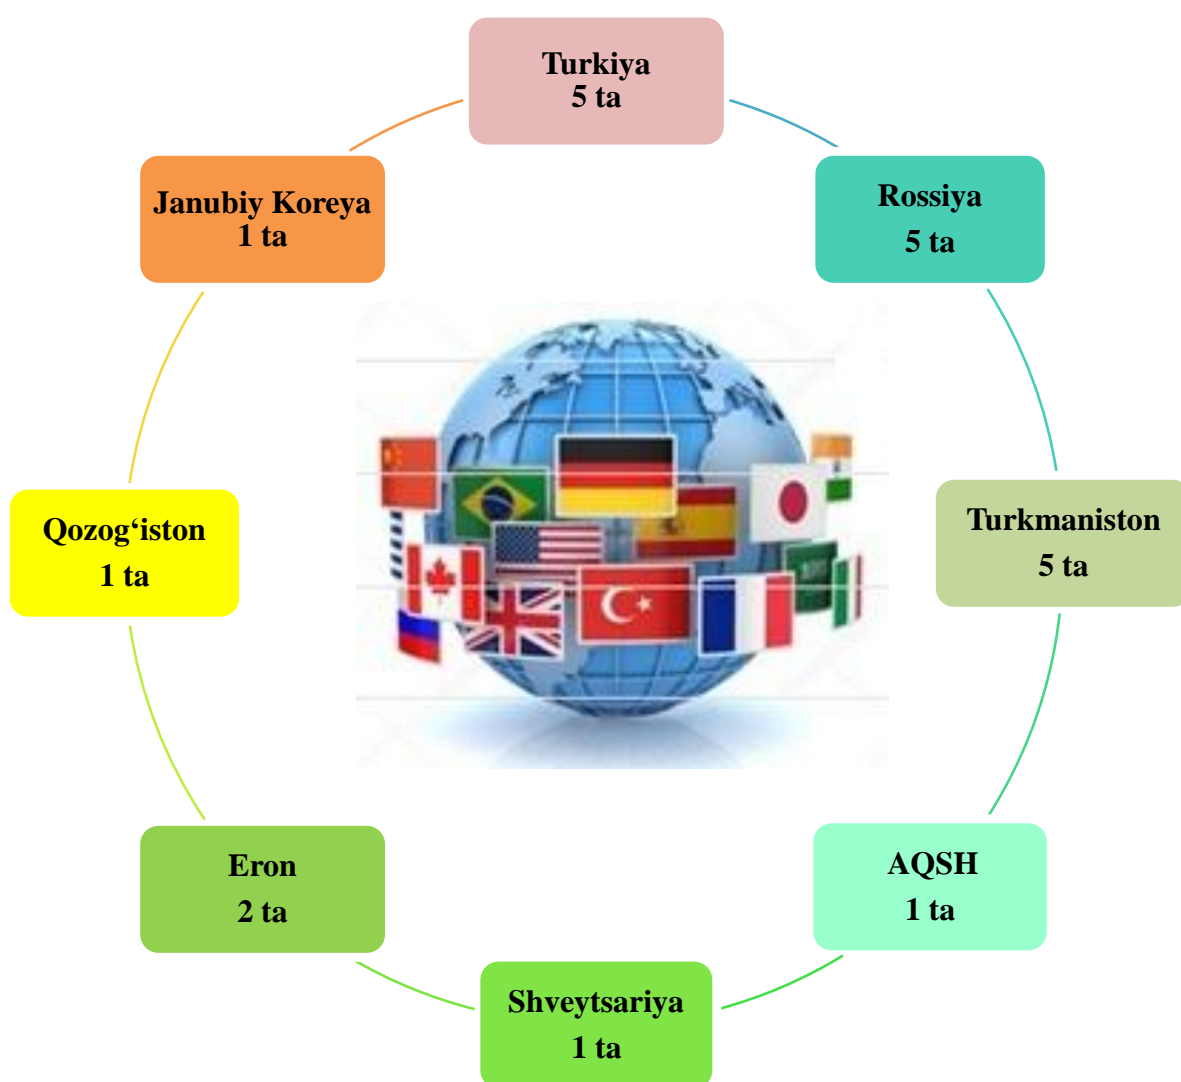 Turkiya
5 ta
Rossiya
5 ta
Turkmaniston
5 ta
AQSH
1 ta
Shveytsariya
1 ta
Eron
2 ta
Qozog‘iston
1 ta
Janubiy Koreya
1 ta